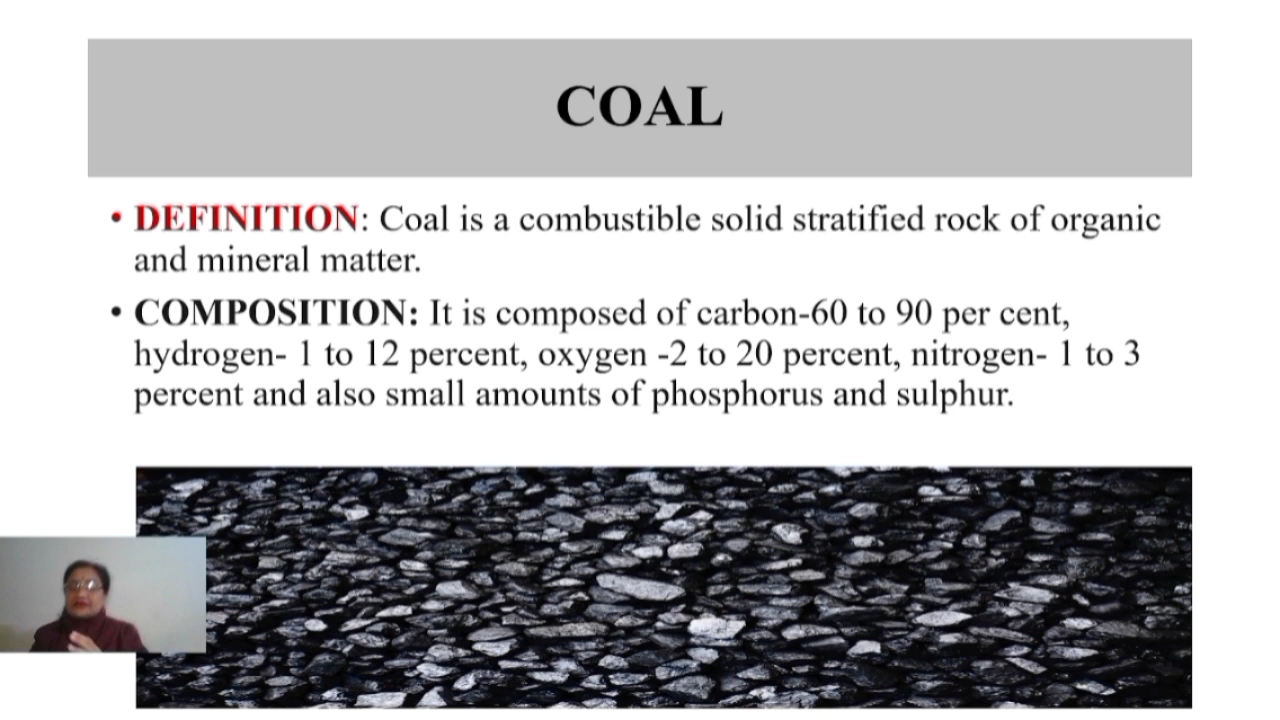 COAL
• DEFINITION: Coal is a combustible solid stratified rock of organic
and mineral matter.
• COMPOSITION: It is composed of carbon-60 to 90 per cent,
hydrogen- 1 to 12 percent, oxygen -2 to 20 percent, nitrogen- 1 to 3
percent and also small amounts of phosphorus and sulphur.